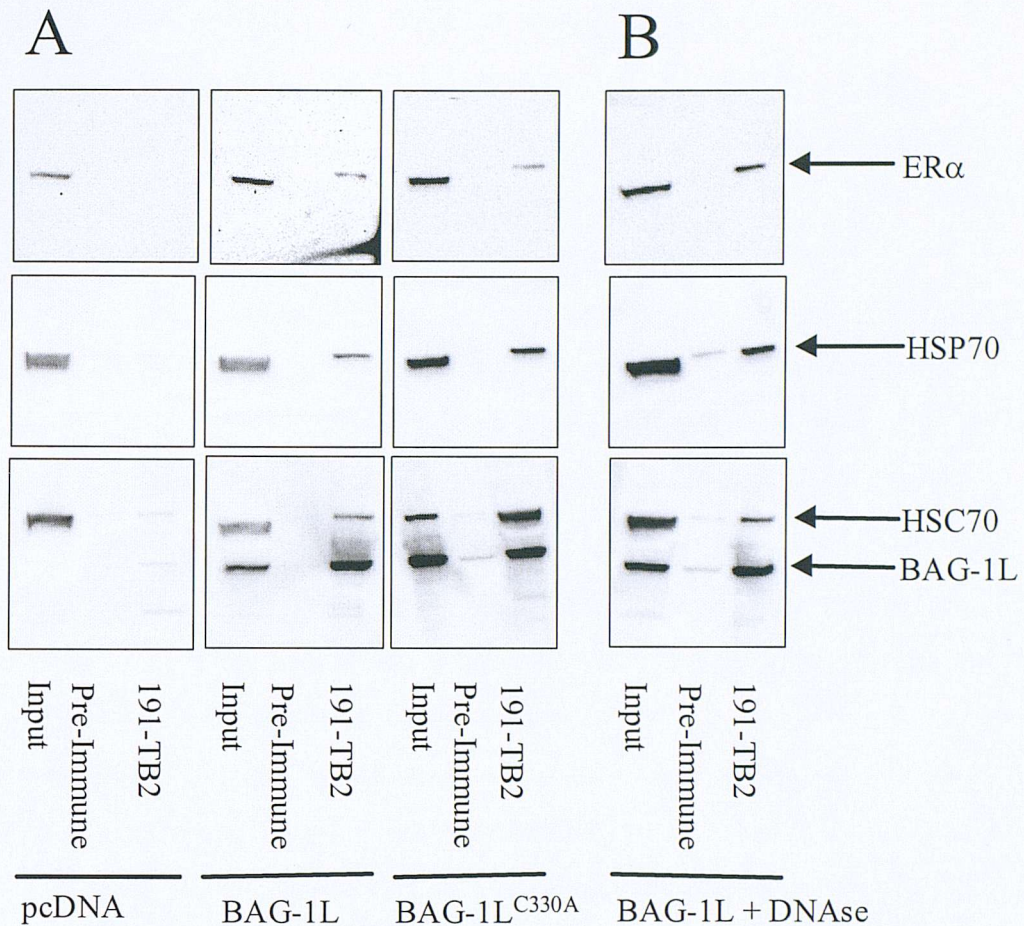 A
B
ERα
HSP70
HSC70
BAG-1L
Input
Pre-Immune
191-TB2
Input
Pre-Immune
191-TB2
Input
Pre-Immune
191-TB2
Input
Pre-Immune
191-TB2
pcDNA
BAG-1L
BAG-1L^C330A
BAG-1L + DNAse